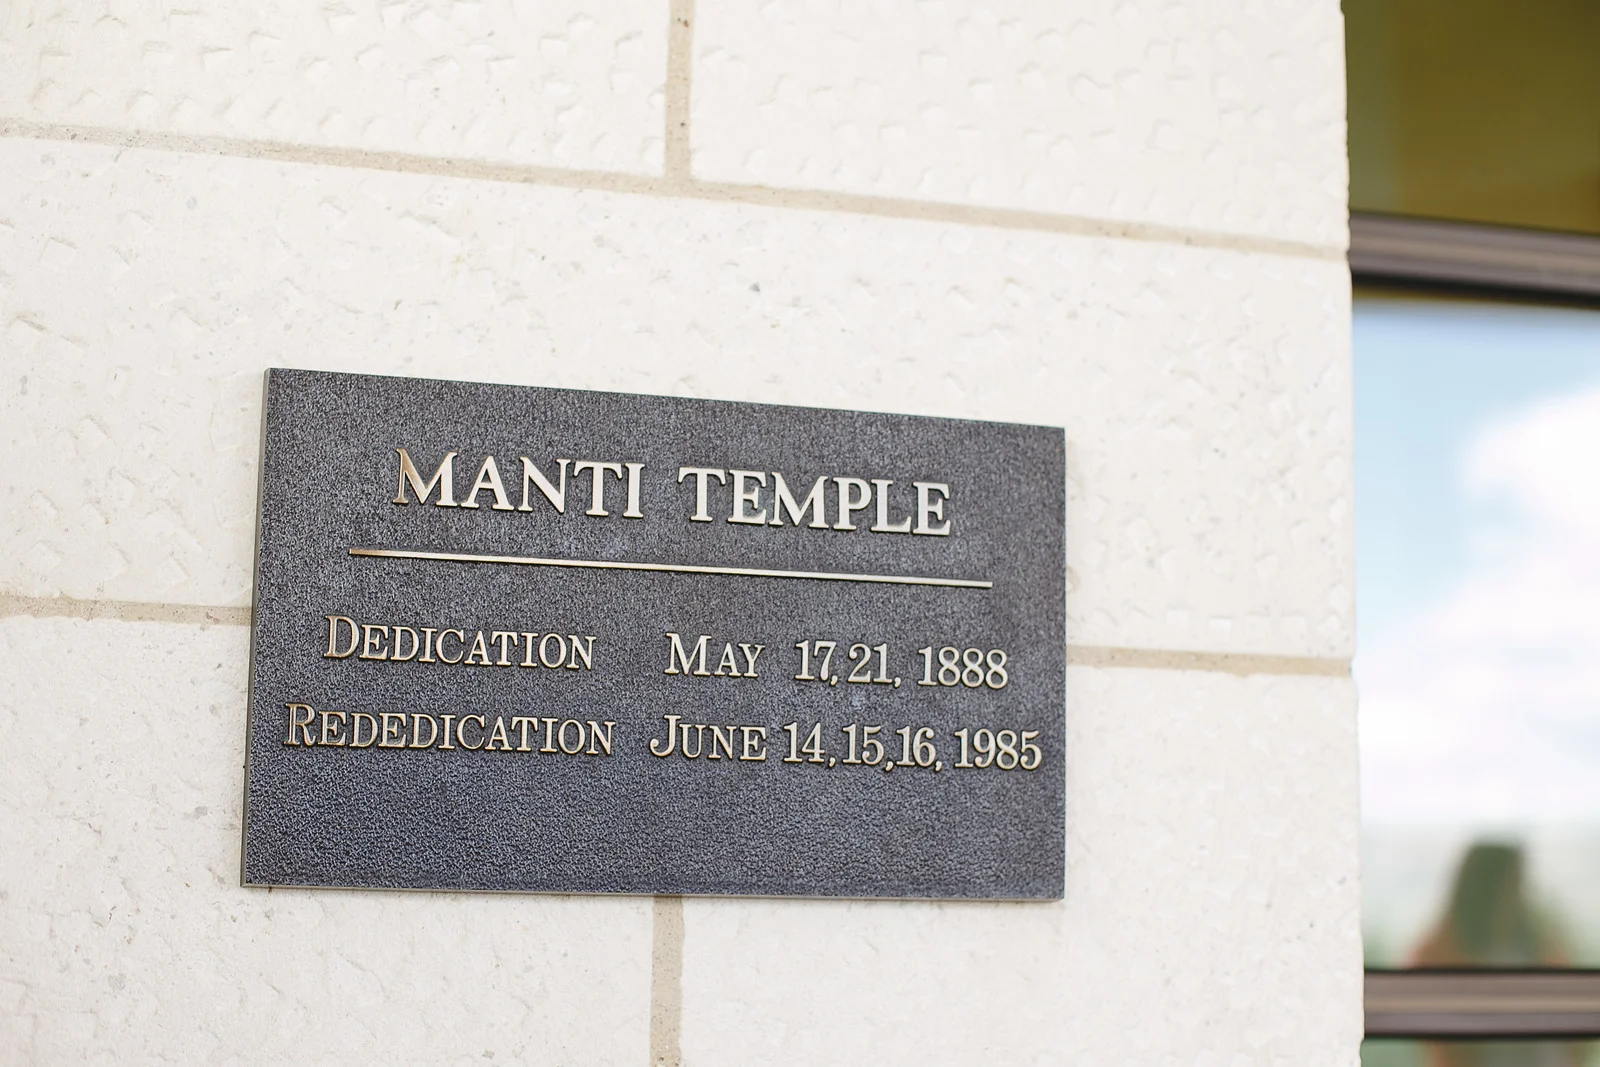 MANTI TEMPLE
DEDICATION MAY 17, 21, 1888
REDEDICATION JUNE 14, 15, 16, 1985